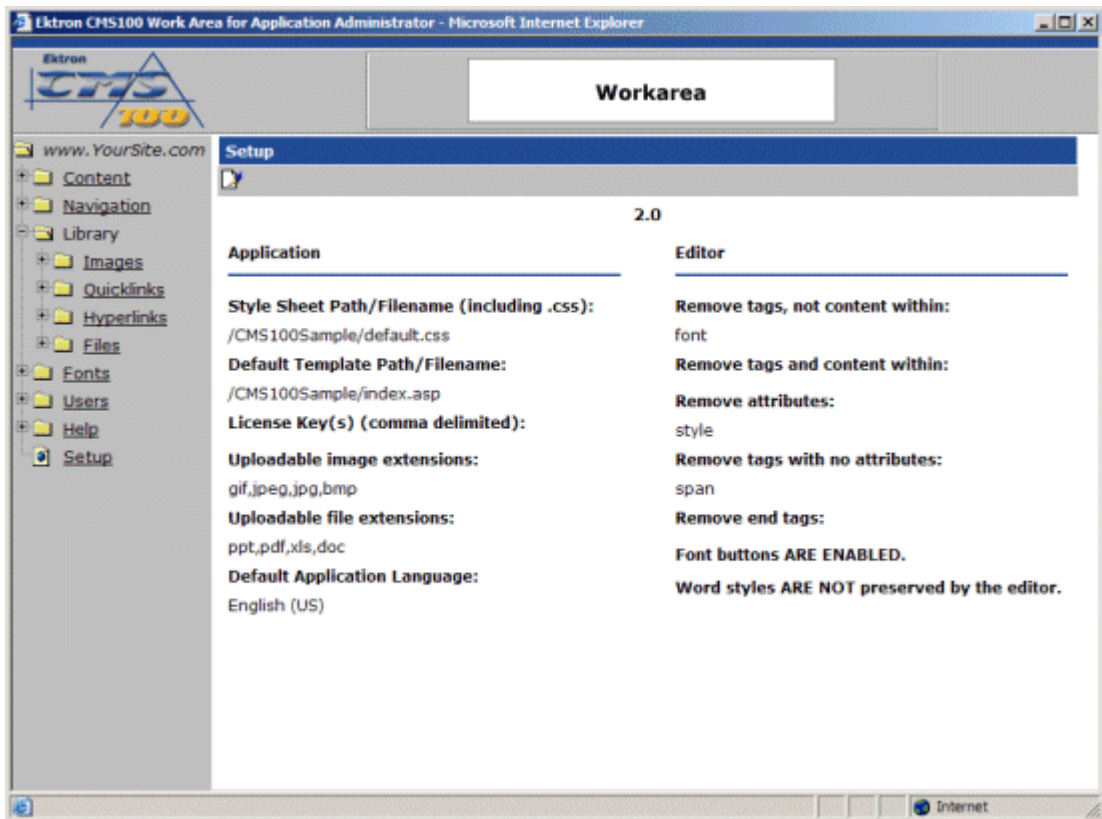 Ektron CMS100 Work Area for Application Administrator - Microsoft Internet Explorer
Ektron
CMS
100
Workarea
www.YourSite.com
Content
Navigation
Library
Images
Quicklinks
Hyperlinks
Files
Fonts
Users
Help
Setup
Setup
2.0
Application
Style Sheet Path/Filename (including .css):
/CMS100Sample/default.css
Default Template Path/Filename:
/CMS100Sample/index.asp
License Key(s) (comma delimited):
Uploadable image extensions:
gif,jpeg,jpg,bmp
Uploadable file extensions:
ppt,pdf,xls,doc
Default Application Language:
English (US)
Editor
Remove tags, not content within:
font
Remove tags and content within:
Remove attributes:
style
Remove tags with no attributes:
span
Remove end tags:
Font buttons ARE ENABLED.
Word styles ARE NOT preserved by the editor.
Internet